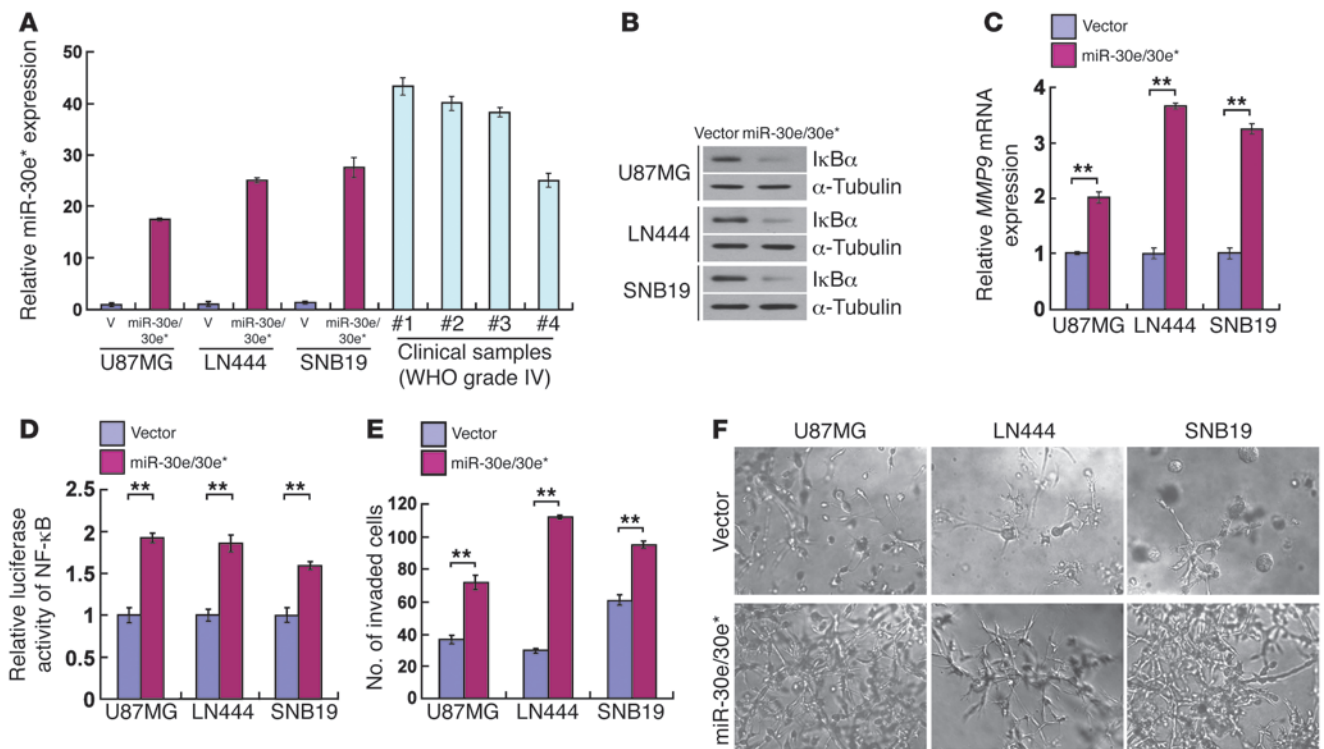 A
Relative miR-30e* expression
50
40
30
20
10
0
V
miR-30e/
30e*
V
miR-30e/
30e*
V
miR-30e/
30e*
#1
#2
#3
#4
U87MG
LN444
SNB19
Clinical samples
(WHO grade IV)
B
Vector miR-30e/30e*
U87MG
IκBα
α-Tubulin
LN444
IκBα
α-Tubulin
SNB19
IκBα
α-Tubulin
C
Vector
miR-30e/30e*
Relative MMP9 mRNA
expression
4
3
2
1
0
**
**
**
U87MG
LN444
SNB19
D
Vector
miR-30e/30e*
Relative luciferase
activity of NF-κB
2.5
2
1.5
1
0.5
0
**
**
**
U87MG
LN444
SNB19
E
Vector
miR-30e/30e*
No. of invaded cells
120
100
80
60
40
20
0
**
**
**
U87MG
LN444
SNB19
F
U87MG
LN444
SNB19
Vector
miR-30e/30e*